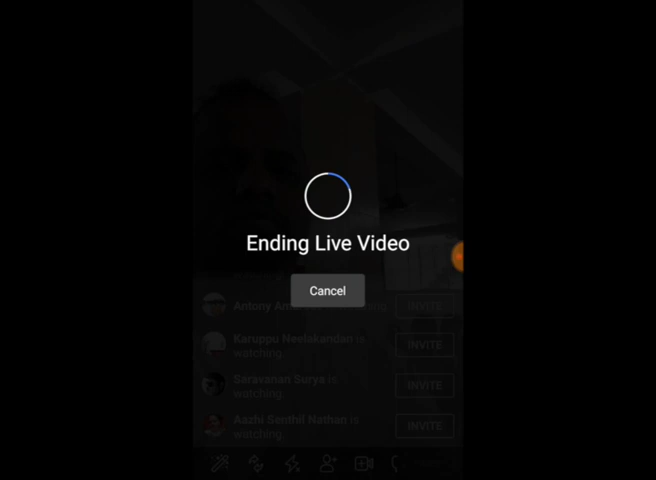 Ending Live Video
Cancel
Antony
INVITE
Karuppu Neelakandan is
watching.
INVITE
Saravanan Surya is
watching.
INVITE
Aazhi Senthil Nathan is
watching.
INVITE